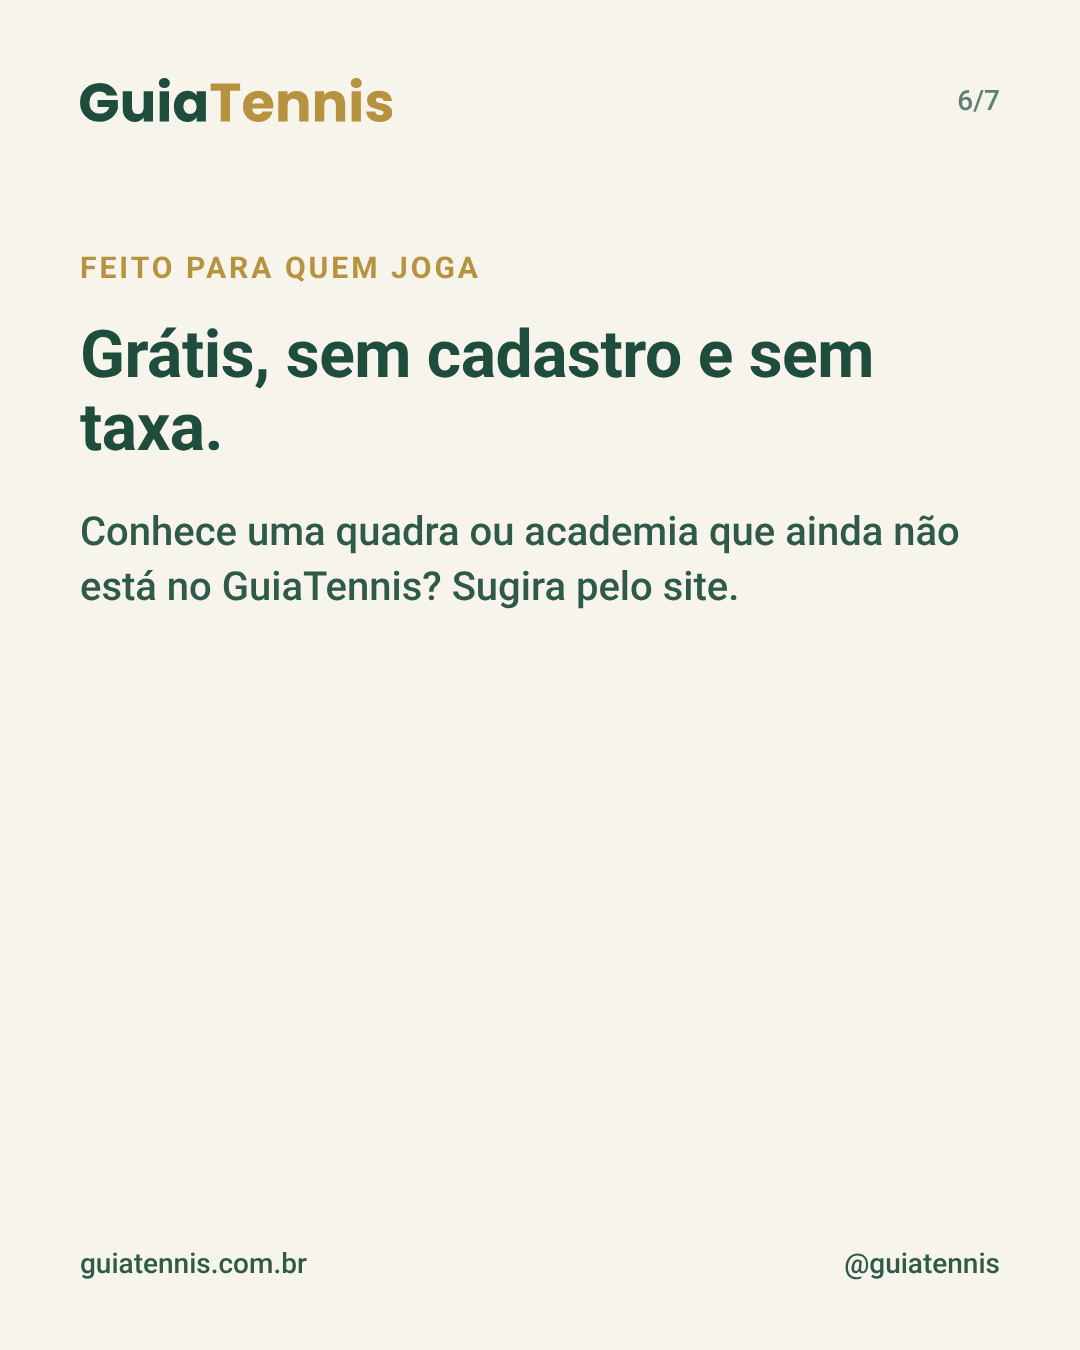 GuiaTennis
6/7
FEITO PARA QUEM JOGA
Grátis, sem cadastro e sem
taxa.
Conhece uma quadra ou academia que ainda não
está no GuiaTennis? Sugira pelo site.
guiatennis.com.br
@guiatennis